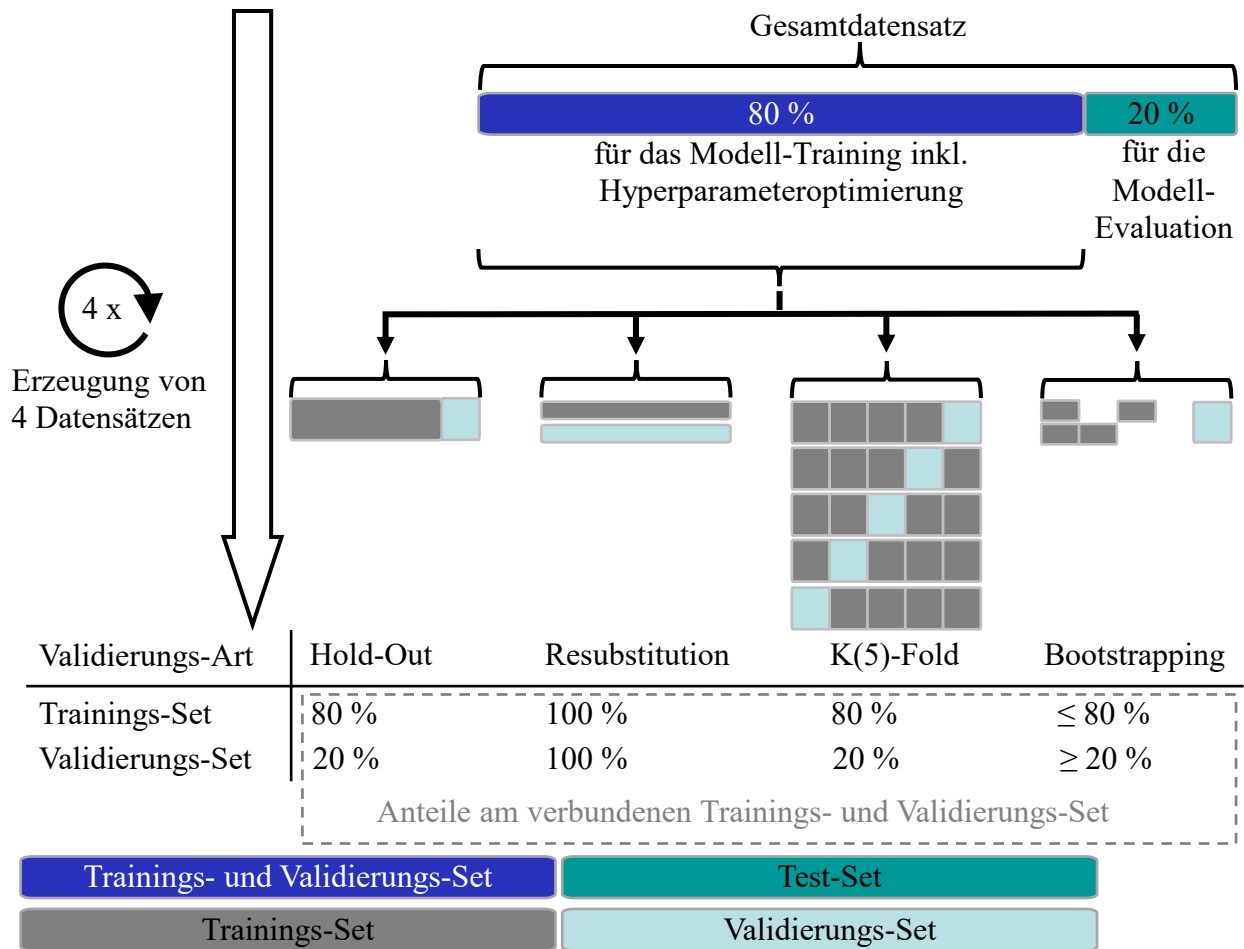 Gesamtdatensatz
80 %
20 %
für das Modell-Training inkl.
Hyperparameteroptimierung
für die
Modell-
Evaluation
4 x
Erzeugung von
4 Datensätzen
Validierungs-Art
Hold-Out
Resubstitution
K(5)-Fold
Bootstrapping
Trainings-Set
80 %
100 %
80 %
≤ 80 %
Validierungs-Set
20 %
100 %
20 %
≥ 20 %
Anteile am verbundenen Trainings- und Validierungs-Set
Trainings- und Validierungs-Set
Test-Set
Trainings-Set
Validierungs-Set